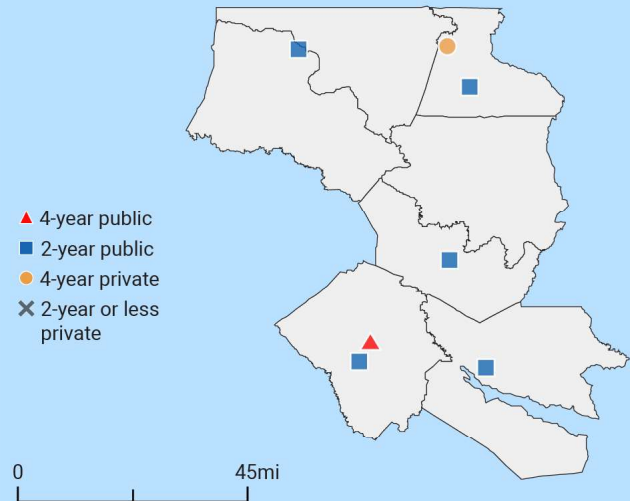 4-year public
2-year public
4-year private
2-year or less
private
0
45mi